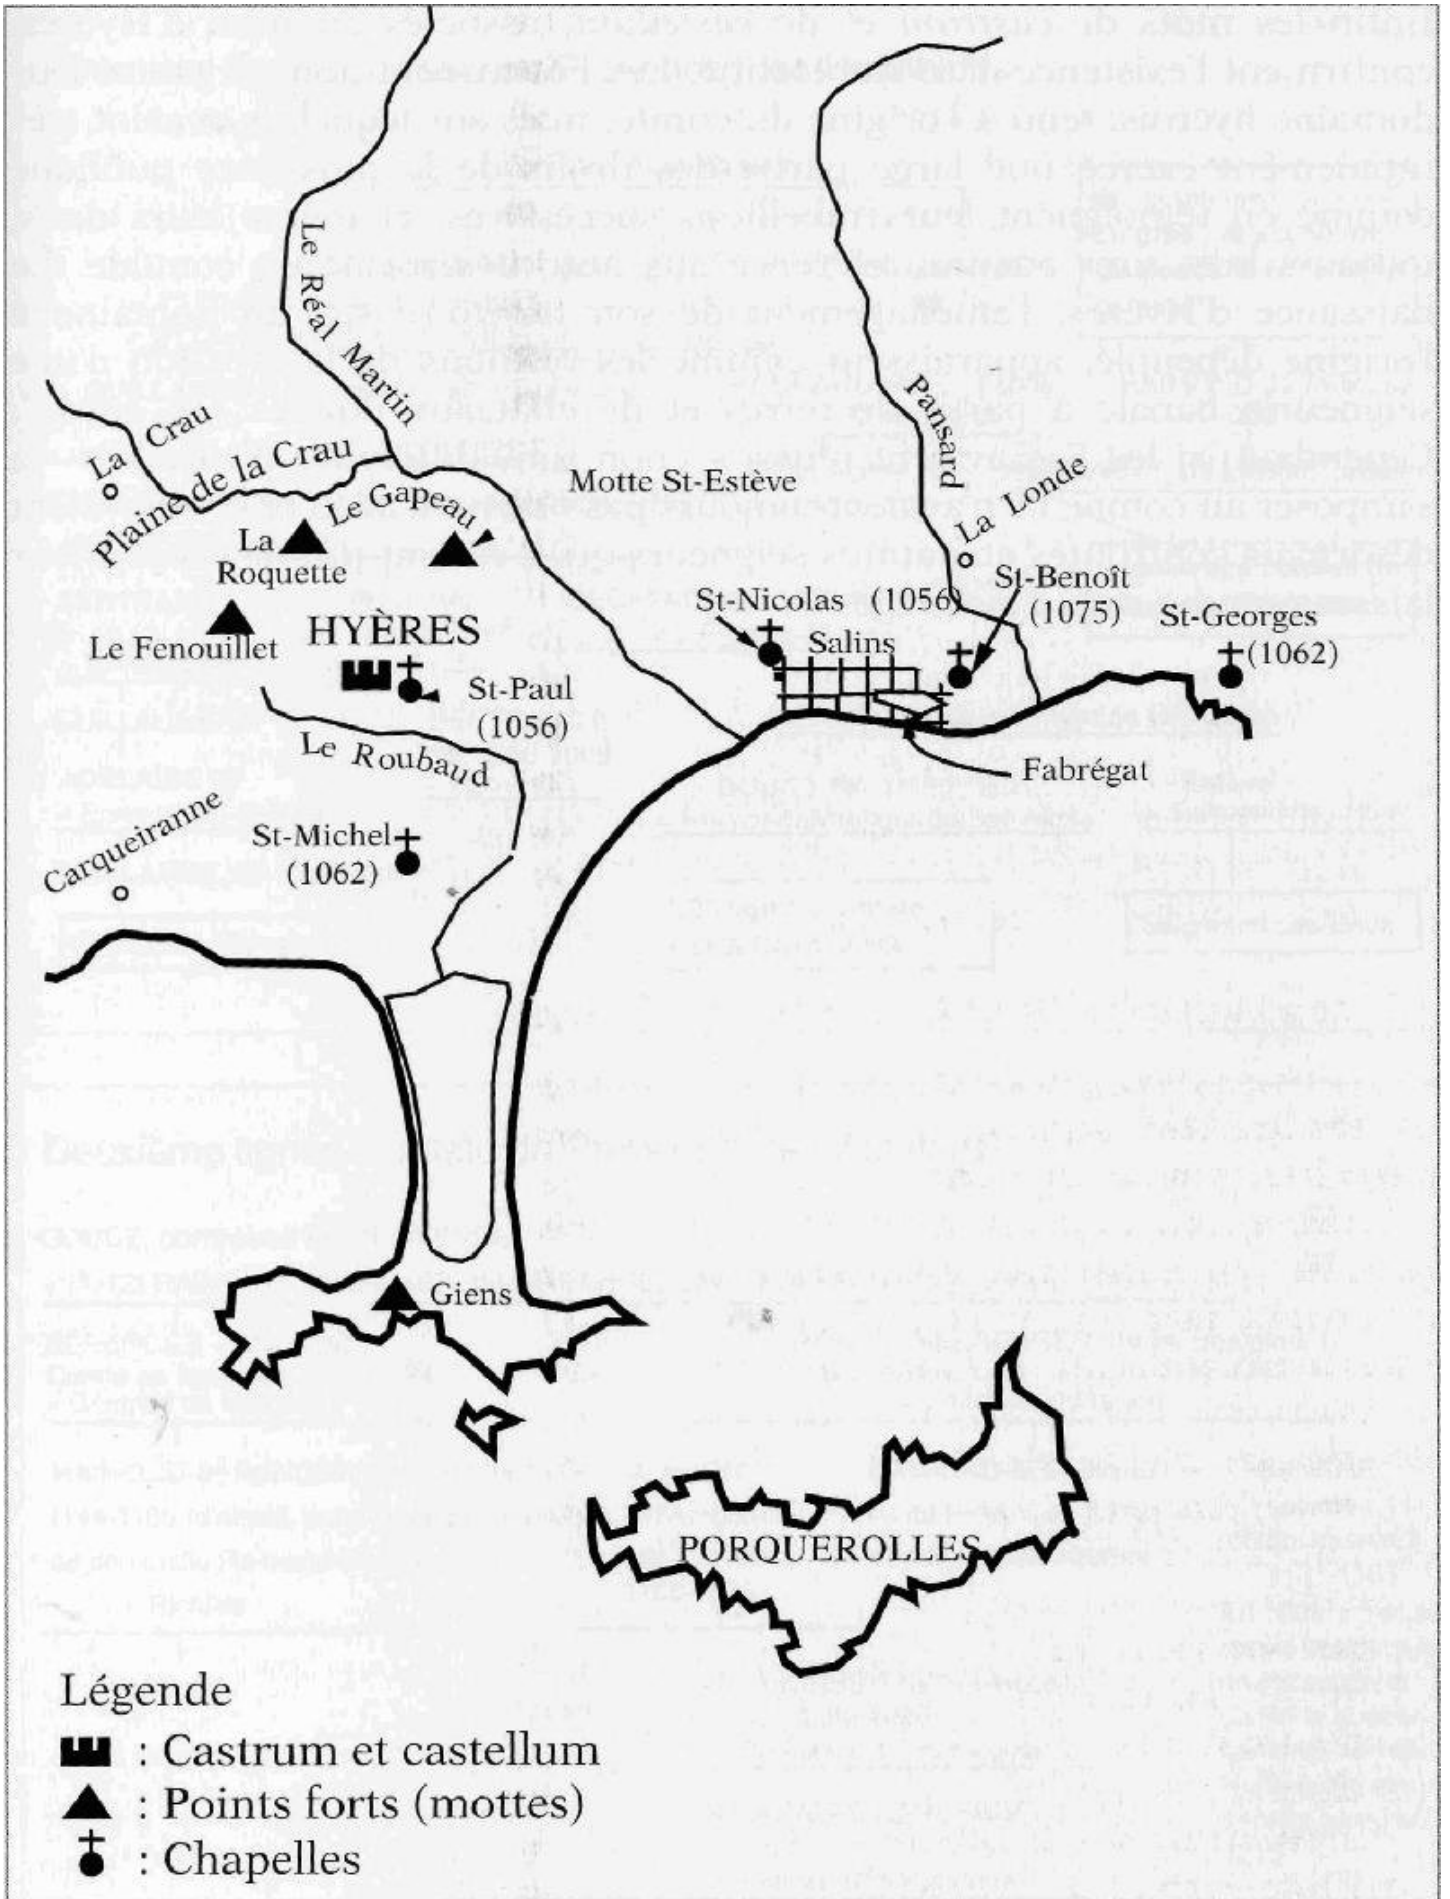 Le Réal Martin
Pansard
La Crau
Plaine de la Crau
Le Gapeau
Motte St-Estève
La Londe
La
Roquette
St-Nicolas (1056)
St-Benoît
(1075)
St-Georges
(1062)
Le Fenouillet
HYÈRES
Salins
St-Paul
(1056)
Le Roubaud
Fabrégat
Carqueiranne
St-Michel
(1062)
Giens
PORQUEROLLES
Légende
: Castrum et castellum
: Points forts (mottes)
: Chapelles